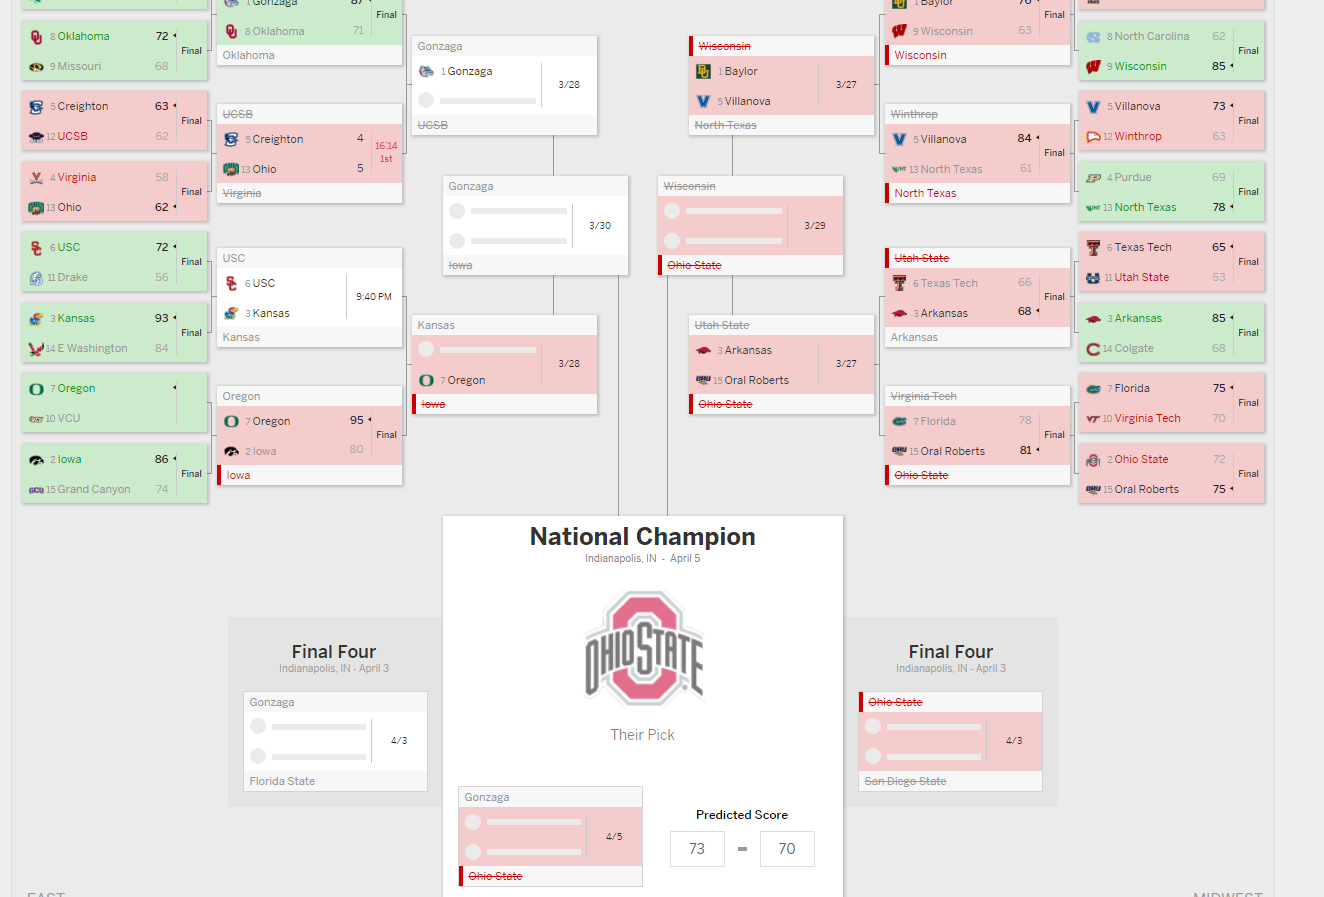 1 Gonzaga 87
Final
8 Oklahoma 71
Oklahoma
8 Oklahoma 72
Final
9 Missouri 68
5 Creighton 63
Final
12 UCSB 62
4 Virginia 58
Final
13 Ohio 62
6 USC 72
Final
11 Drake 56
3 Kansas 93
Final
14 E Washington 84
7 Oregon
10 VCU
2 Iowa 86
Final
15 Grand Canyon 74
UCSB
5 Creighton 4
16:14
1st
13 Ohio 5
Virginia
USC
6 USC
9:40 PM
3 Kansas
Kansas
Oregon
7 Oregon 95
Final
2 Iowa 80
Iowa
Gonzaga
1 Gonzaga
3/28
UCSB
Gonzaga
3/30
Iowa
Kansas
3/28
7 Oregon
Iowa
Wisconsin
1 Baylor
3/27
5 Villanova
North Texas
Wisconsin
3/29
Ohio State
Utah State
3 Arkansas
3/27
15 Oral Roberts
Ohio State
1 Baylor 76
Final
9 Wisconsin 63
Wisconsin
Winthrop
5 Villanova 84
Final
13 North Texas 61
North Texas
Utah State
6 Texas Tech 66
Final
3 Arkansas 68
Arkansas
Virginia Tech
7 Florida 78
Final
15 Oral Roberts 81
Ohio State
8 North Carolina 62
Final
9 Wisconsin 85
5 Villanova 73
Final
12 Winthrop 63
4 Purdue 69
Final
13 North Texas 78
6 Texas Tech 65
Final
11 Utah State 53
3 Arkansas 85
Final
14 Colgate 68
7 Florida 75
Final
10 Virginia Tech 70
2 Ohio State 72
Final
15 Oral Roberts 75
National Champion
Indianapolis, IN - April 5
OHIO STATE
Their Pick
Final Four
Indianapolis, IN - April 3
Gonzaga
4/3
Florida State
Final Four
Indianapolis, IN - April 3
Ohio State
4/3
San Diego State
Gonzaga
4/5
Ohio State
Predicted Score
73 - 70
EAST
MIDWEST